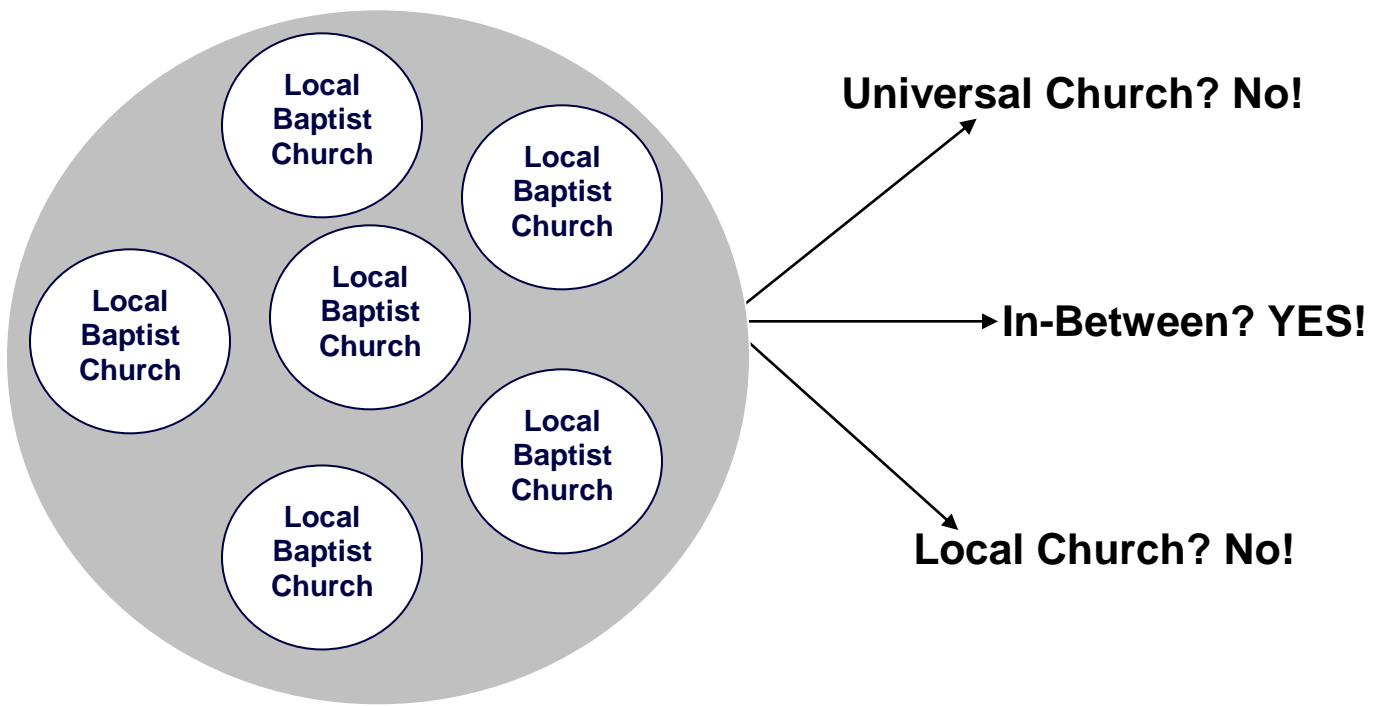 Local
Baptist
Church
Local
Baptist
Church
Local
Baptist
Church
Local
Baptist
Church
Local
Baptist
Church
Local
Baptist
Church
Universal Church? No!
In-Between? YES!
Local Church? No!